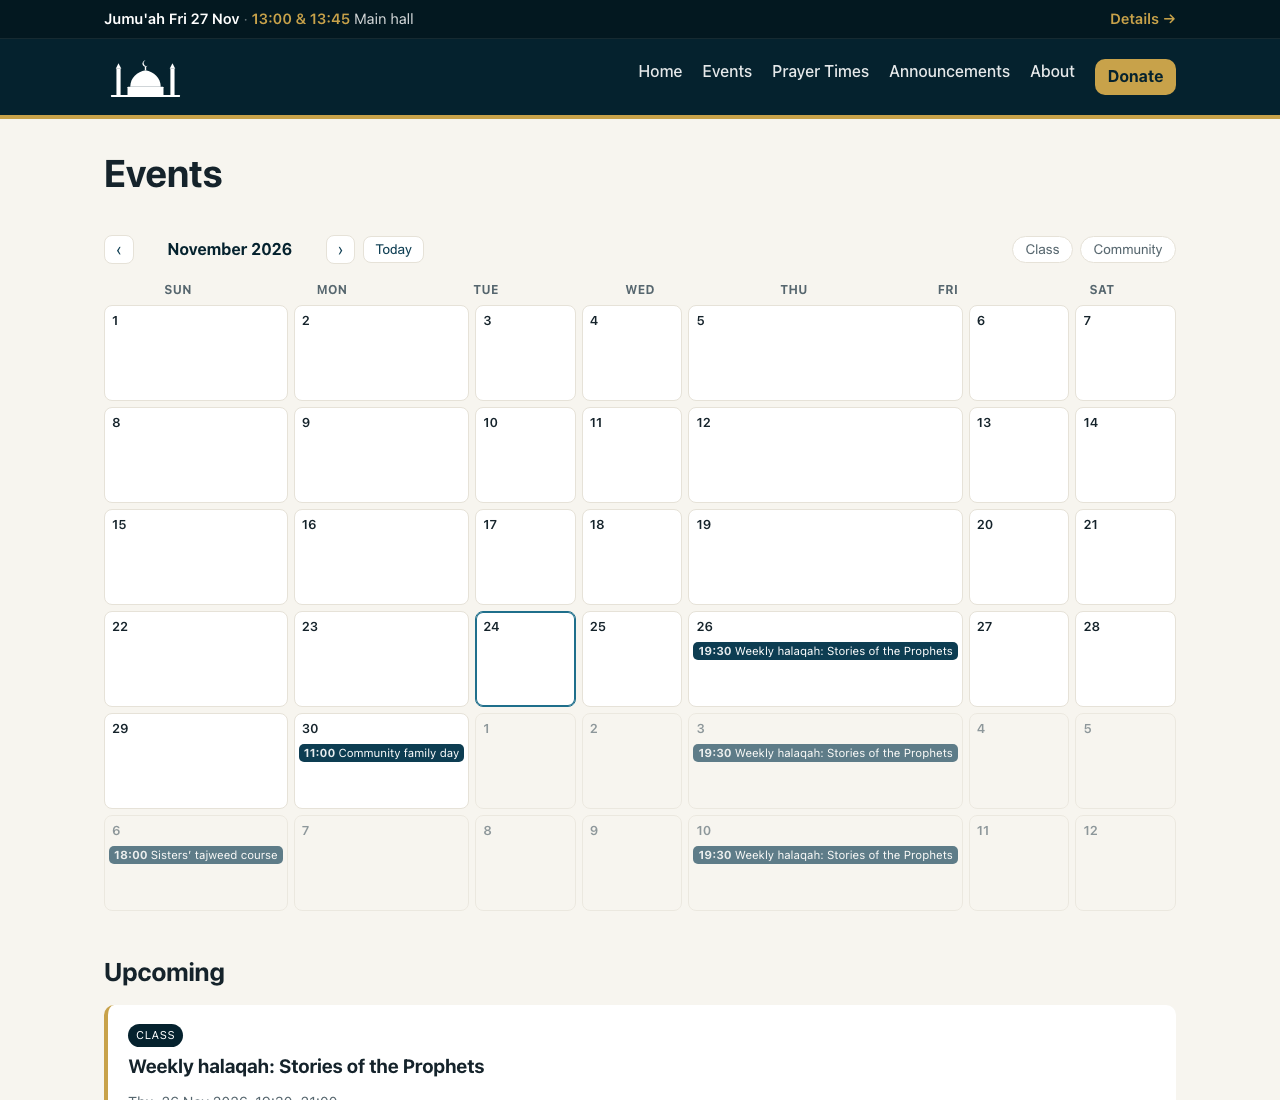 Jumu'ah Fri 27 Nov · 13:00 & 13:45 Main hall
Details →
Home Events Prayer Times Announcements About Donate
Events
‹ November 2026 › Today
Class Community
SUN MON TUE WED THU FRI SAT
1 2 3 4 5 6 7
8 9 10 11 12 13 14
15 16 17 18 19 20 21
22 23 24 25 26 27 28
19:30 Weekly halaqah: Stories of the Prophets
29 30 1 2 3 4 5
11:00 Community family day
19:30 Weekly halaqah: Stories of the Prophets
6 7 8 9 10 11 12
18:00 Sisters' tajweed course
19:30 Weekly halaqah: Stories of the Prophets
Upcoming
CLASS
Weekly halaqah: Stories of the Prophets